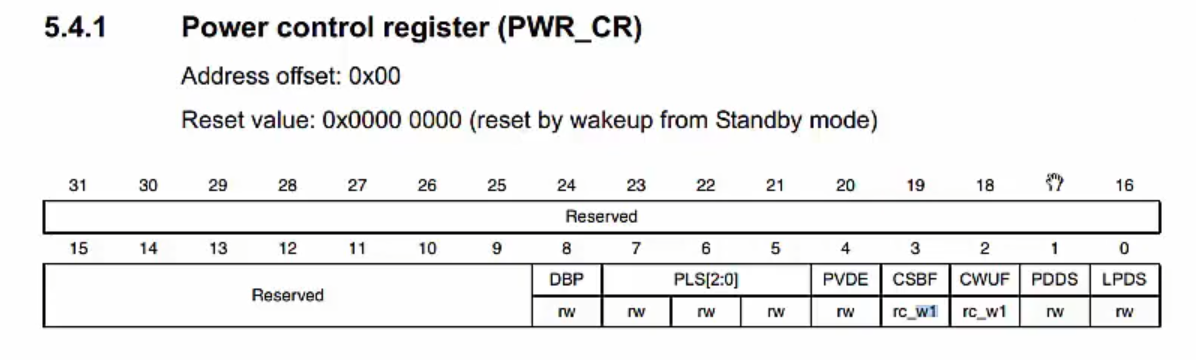 5.4.1 Power control register (PWR_CR)
Address offset: 0x00
Reset value: 0x0000 0000 (reset by wakeup from Standby mode)
31 30 29 28 27 26 25 24 23 22 21 20 19 18 16
Reserved
15 14 13 12 11 10 9 8 7 6 5 4 3 2 1 0
Reserved DBP PLS[2:0] PVDE CSBF CWUF PDDS LPDS
rw rw rw rw rw rc_w1 rc_w1 rw rw